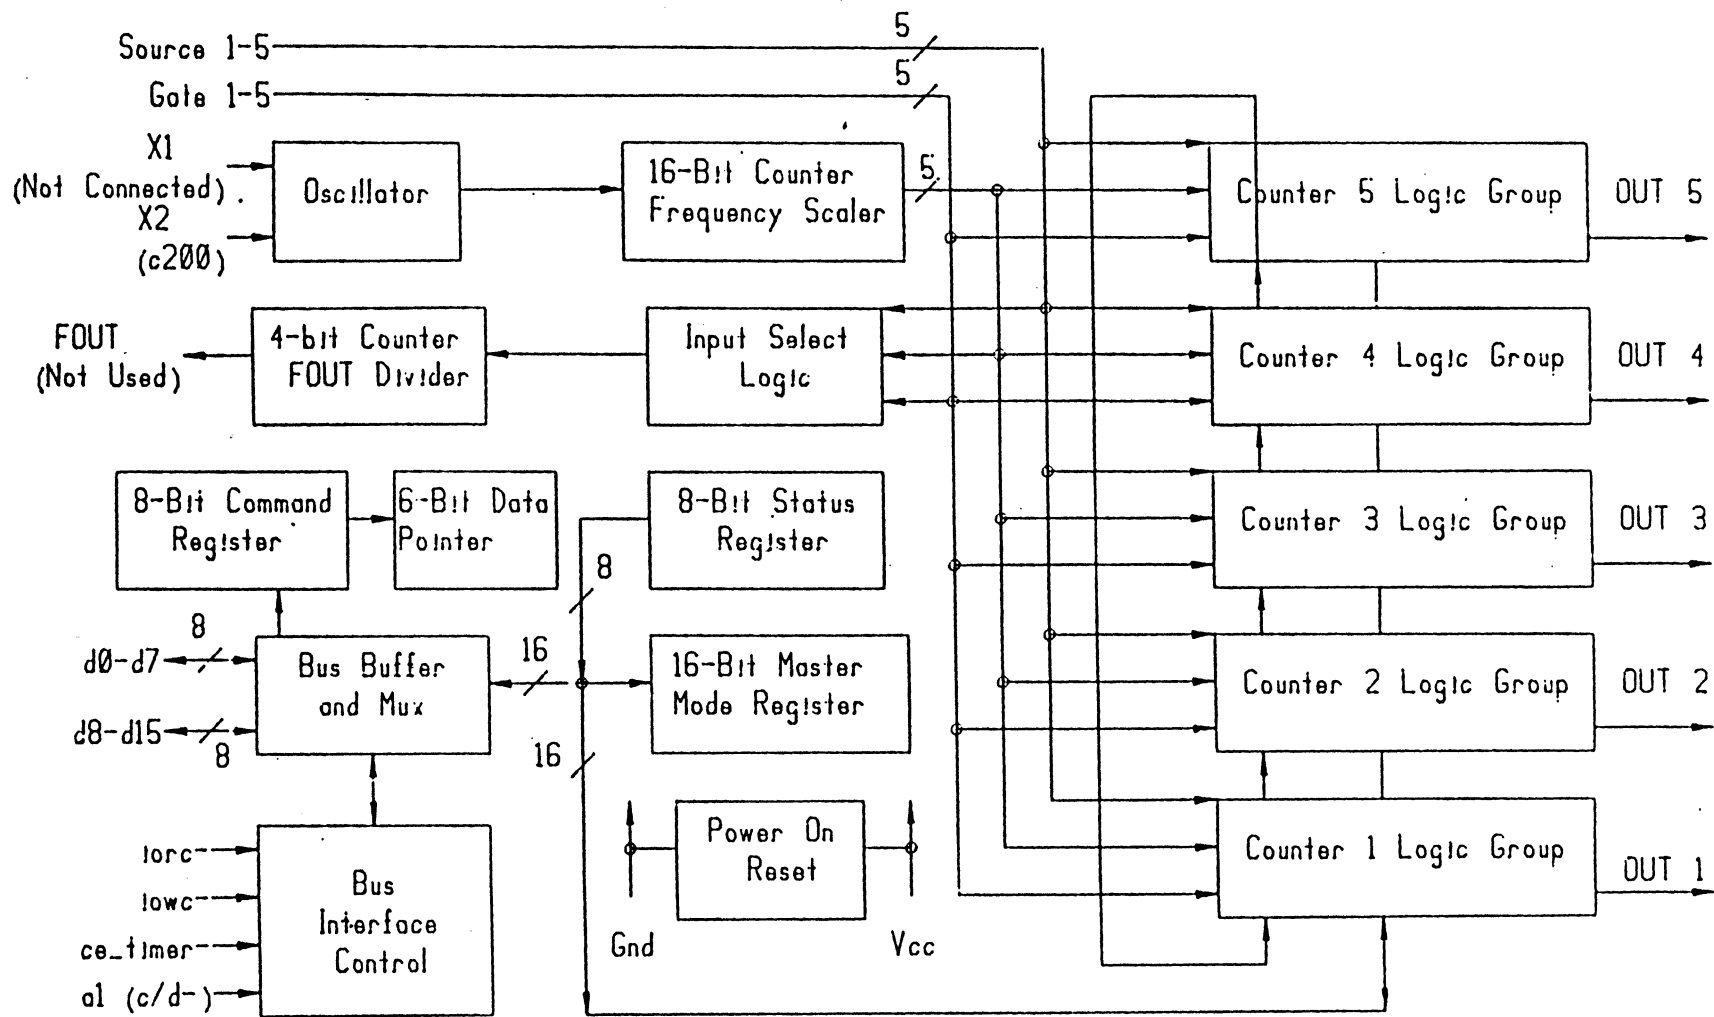 Source 1-5
5
Gate 1-5
5
X1
(Not Connected)
X2
(c200)
Oscillator
16-Bit Counter
Frequency Scaler
5
Counter 5 Logic Group
OUT 5
FOUT
(Not Used)
4-bit Counter
FOUT Divider
Input Select
Logic
Counter 4 Logic Group
OUT 4
8-Bit Command
Register
6-Bit Data
Pointer
8-Bit Status
Register
8
Counter 3 Logic Group
OUT 3
d0-d7
8
d8-d15
8
Bus Buffer
and Mux
16
16-Bit Master
Mode Register
16
Counter 2 Logic Group
OUT 2
iorc-
iowc-
ce_timer-
a1 (c/d-)
Bus
Interface
Control
Power On
Reset
Gnd
Vcc
Counter 1 Logic Group
OUT 1